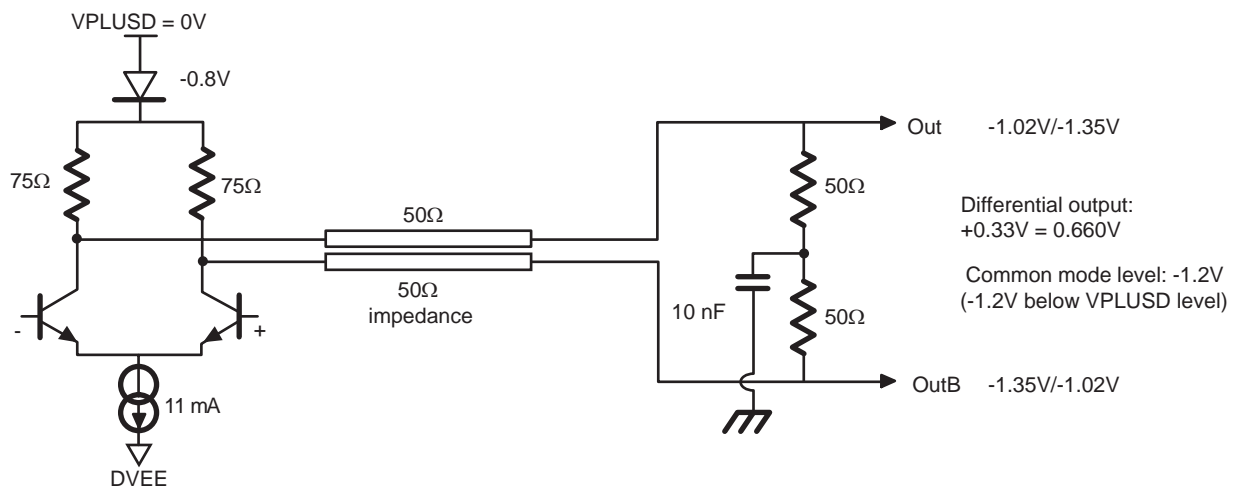 VPLUSD = 0V
-0.8V
75Ω
75Ω
50Ω
50Ω
impedance
-
+
11 mA
DVEE
10 nF
50Ω
50Ω
Out -1.02V/-1.35V
Differential output:
+0.33V = 0.660V
Common mode level: -1.2V
(-1.2V below VPLUSD level)
OutB -1.35V/-1.02V